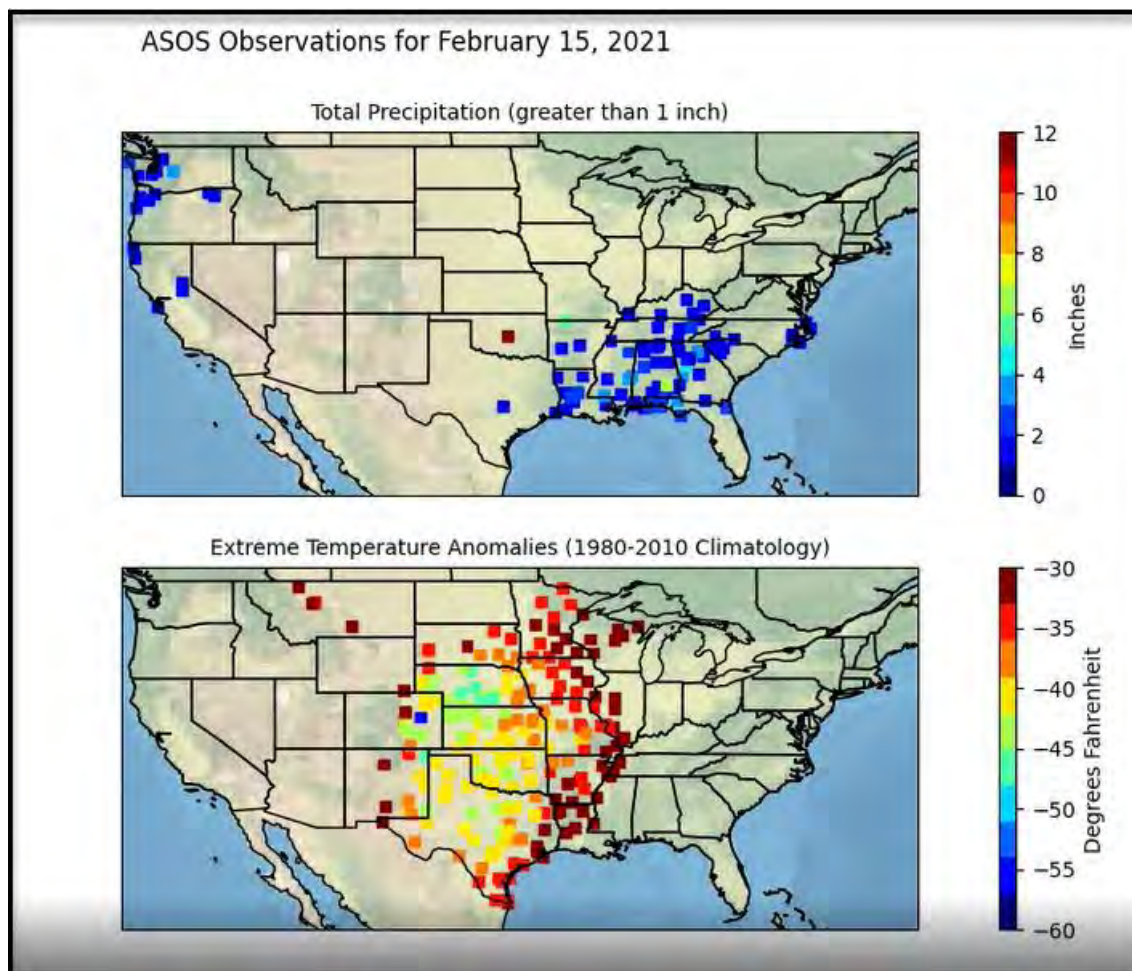 ASOS Observations for February 15, 2021
Total Precipitation (greater than 1 inch)
12
10
8
6
4
2
0
Inches
Extreme Temperature Anomalies (1980-2010 Climatology)
−30
−35
−40
−45
−50
−55
−60
Degrees Fahrenheit